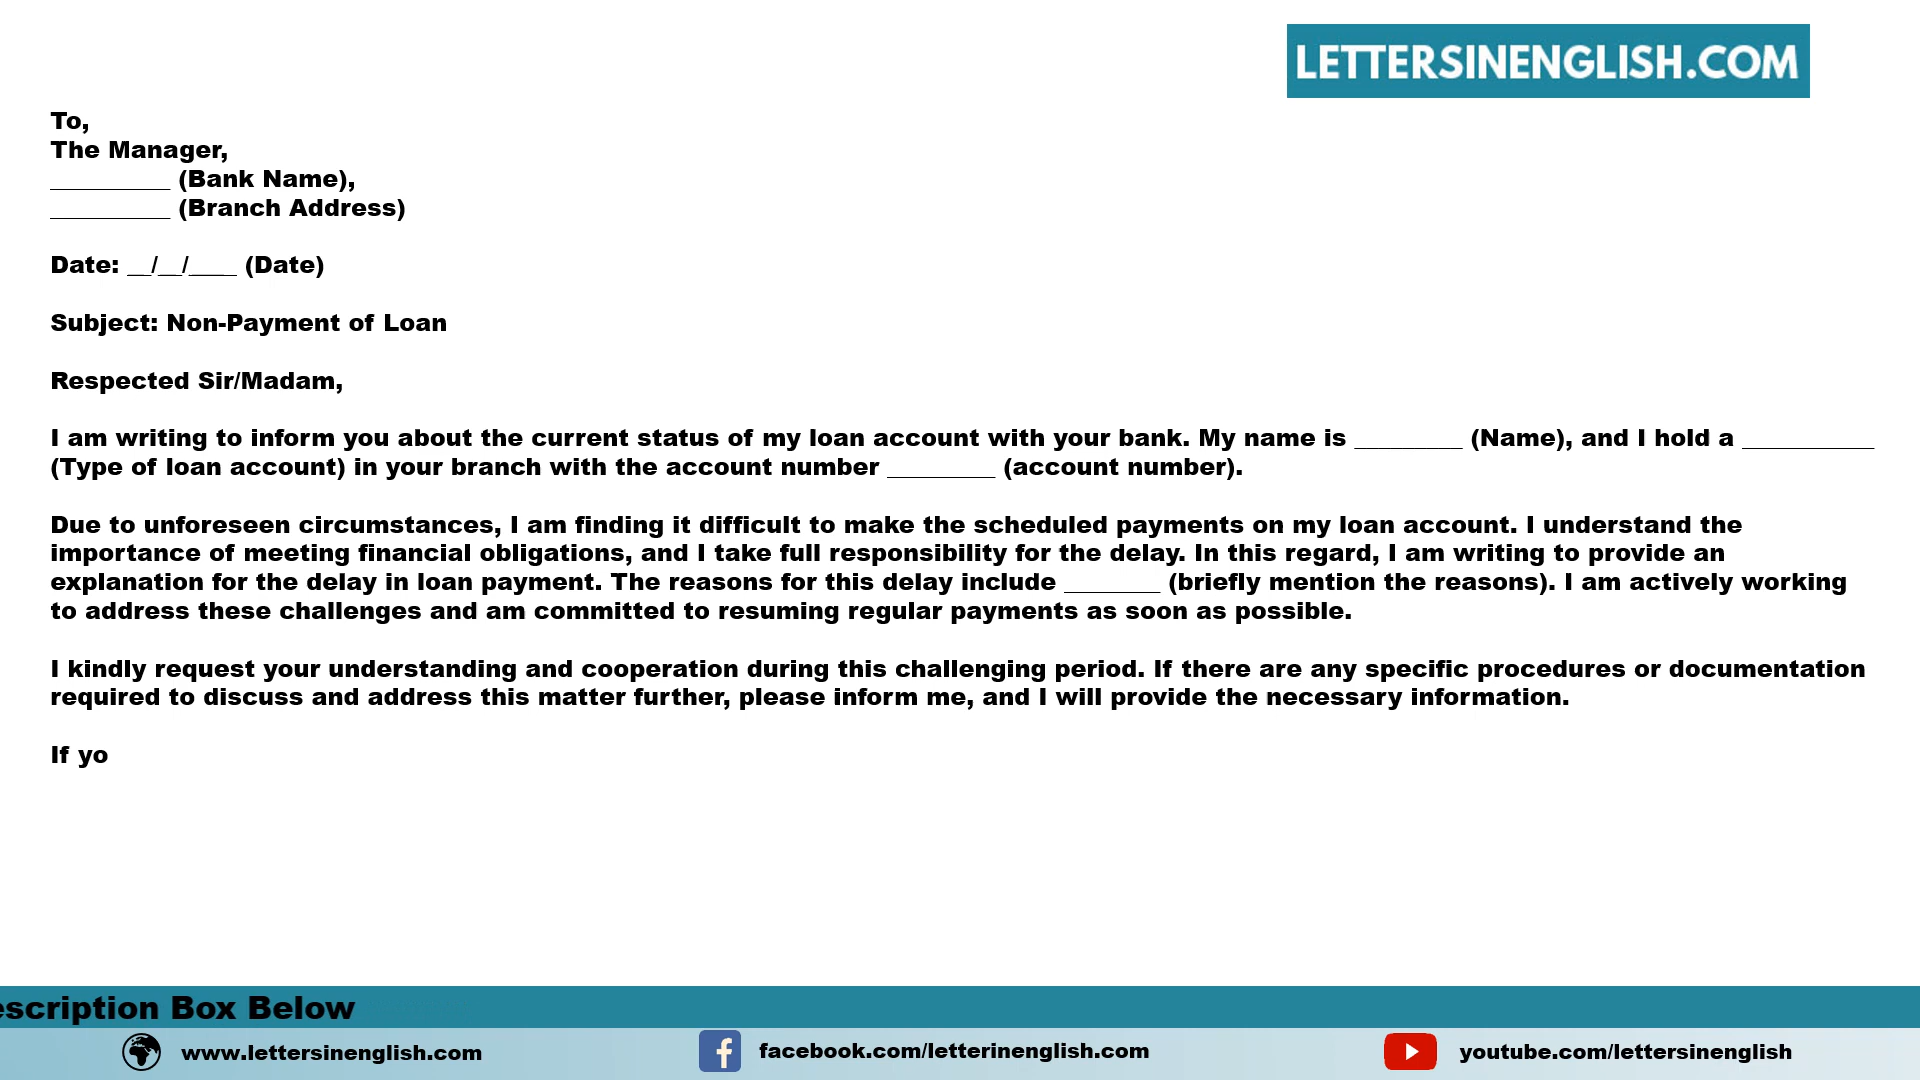 LETTERSINENGLISH.COM
To,
The Manager,
__________ (Bank Name),
__________ (Branch Address)
Date: __/__/____ (Date)
Subject: Non-Payment of Loan
Respected Sir/Madam,
I am writing to inform you about the current status of my loan account with your bank. My name is _________ (Name), and I hold a ___________
(Type of loan account) in your branch with the account number _________ (account number).
Due to unforeseen circumstances, I am finding it difficult to make the scheduled payments on my loan account. I understand the
importance of meeting financial obligations, and I take full responsibility for the delay. In this regard, I am writing to provide an
explanation for the delay in loan payment. The reasons for this delay include ________ (briefly mention the reasons). I am actively working
to address these challenges and am committed to resuming regular payments as soon as possible.
I kindly request your understanding and cooperation during this challenging period. If there are any specific procedures or documentation
required to discuss and address this matter further, please inform me, and I will provide the necessary information.
If yo
escription Box Below
www.lettersinenglish.com
facebook.com/letterinenglish.com
youtube.com/lettersinenglish